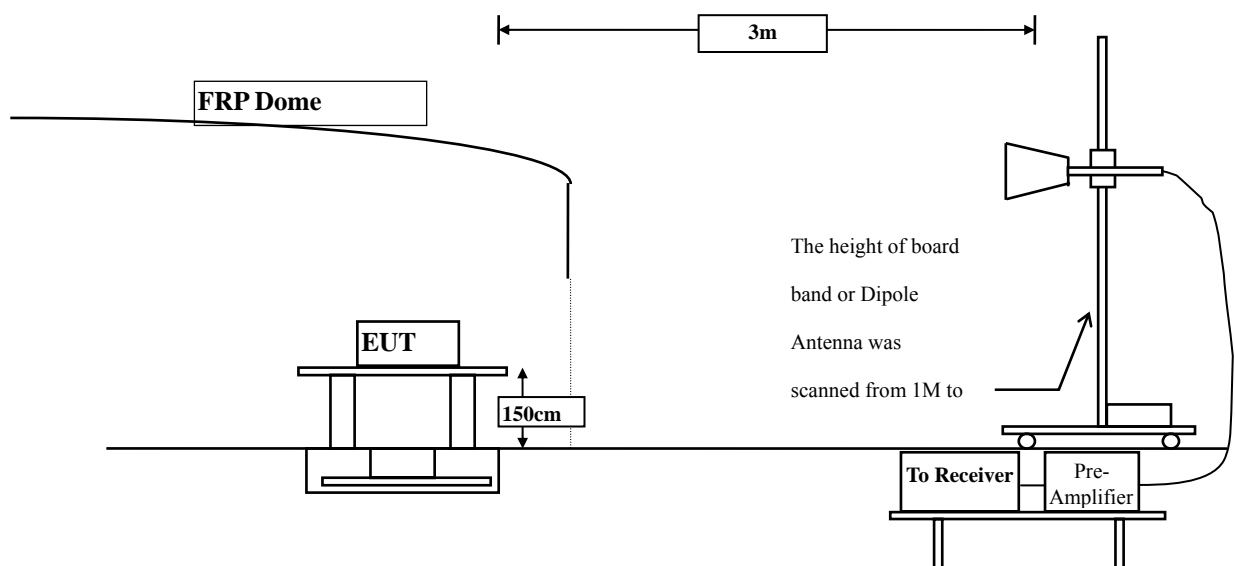 3m
FRP Dome
The height of board
band or Dipole
Antenna was
scanned from 1M to
EUT
150cm
To Receiver
Pre-
Amplifier